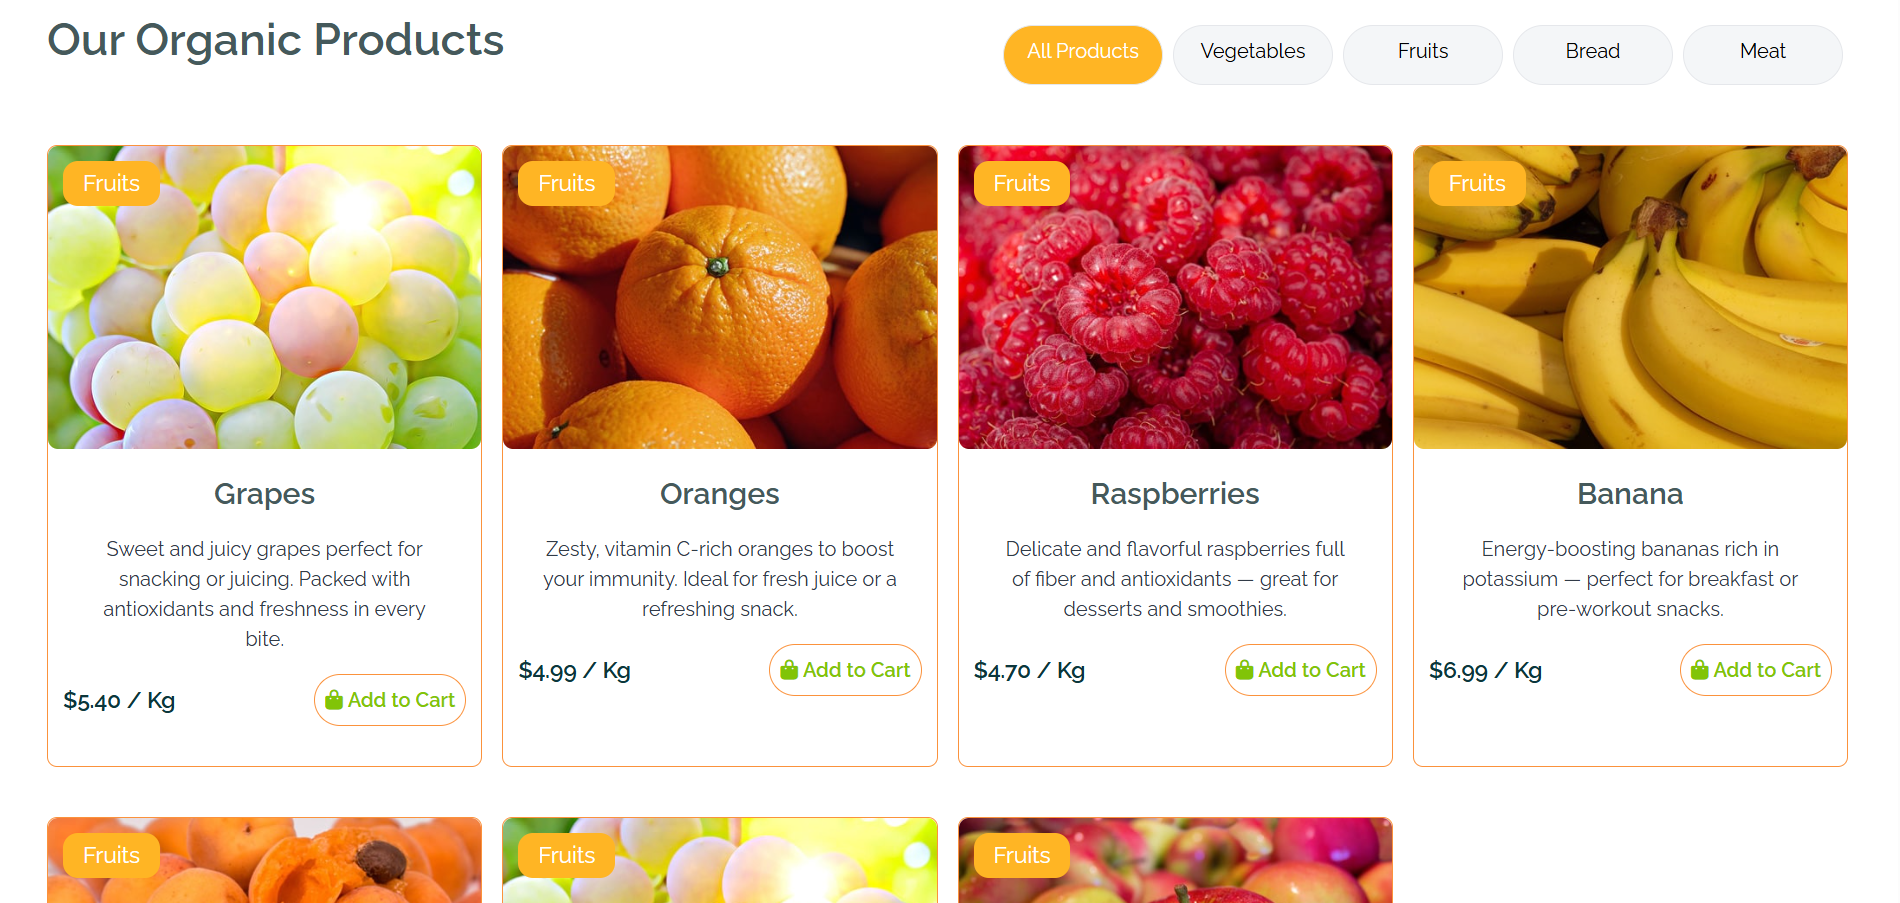 Our Organic Products
All Products
Vegetables
Fruits
Bread
Meat
Fruits
Fruits
Fruits
Fruits
Grapes
Sweet and juicy grapes perfect for
snacking or juicing. Packed with
antioxidants and freshness in every
bite.
$5.40 / Kg
Add to Cart
Oranges
Zesty, vitamin C-rich oranges to boost
your immunity. Ideal for fresh juice or a
refreshing snack.
$4.99 / Kg
Add to Cart
Raspberries
Delicate and flavorful raspberries full
of fiber and antioxidants — great for
desserts and smoothies.
$4.70 / Kg
Add to Cart
Banana
Energy-boosting bananas rich in
potassium — perfect for breakfast or
pre-workout snacks.
$6.99 / Kg
Add to Cart
Fruits
Fruits
Fruits